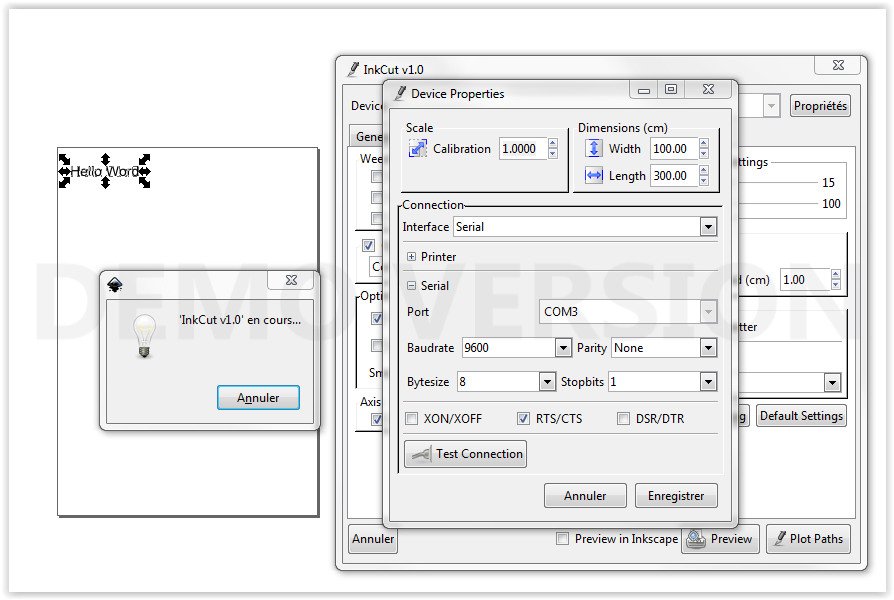 InkCut v1.0
Device Properties
Devic
Propriétés
Scale
Calibration 1.0000
Dimensions (cm)
Width 100.00
Length 300.00
Gene
Wee
ttings
15
100
Hello Word
Connection
Interface Serial
Printer
Serial
Port COM3
Baudrate 9600 Parity None
Bytesize 8 Stopbits 1
XON/XOFF RTS/CTS DSR/DTR
Test Connection
Annuler Enregistrer
Co
(cm) 1.00
Opti
tter
Sm
Axis
g
Default Settings
'InkCut v1.0' en cours...
Annuler
DEMO VERSION
Annuler
Preview in Inkscape
Preview
Plot Paths